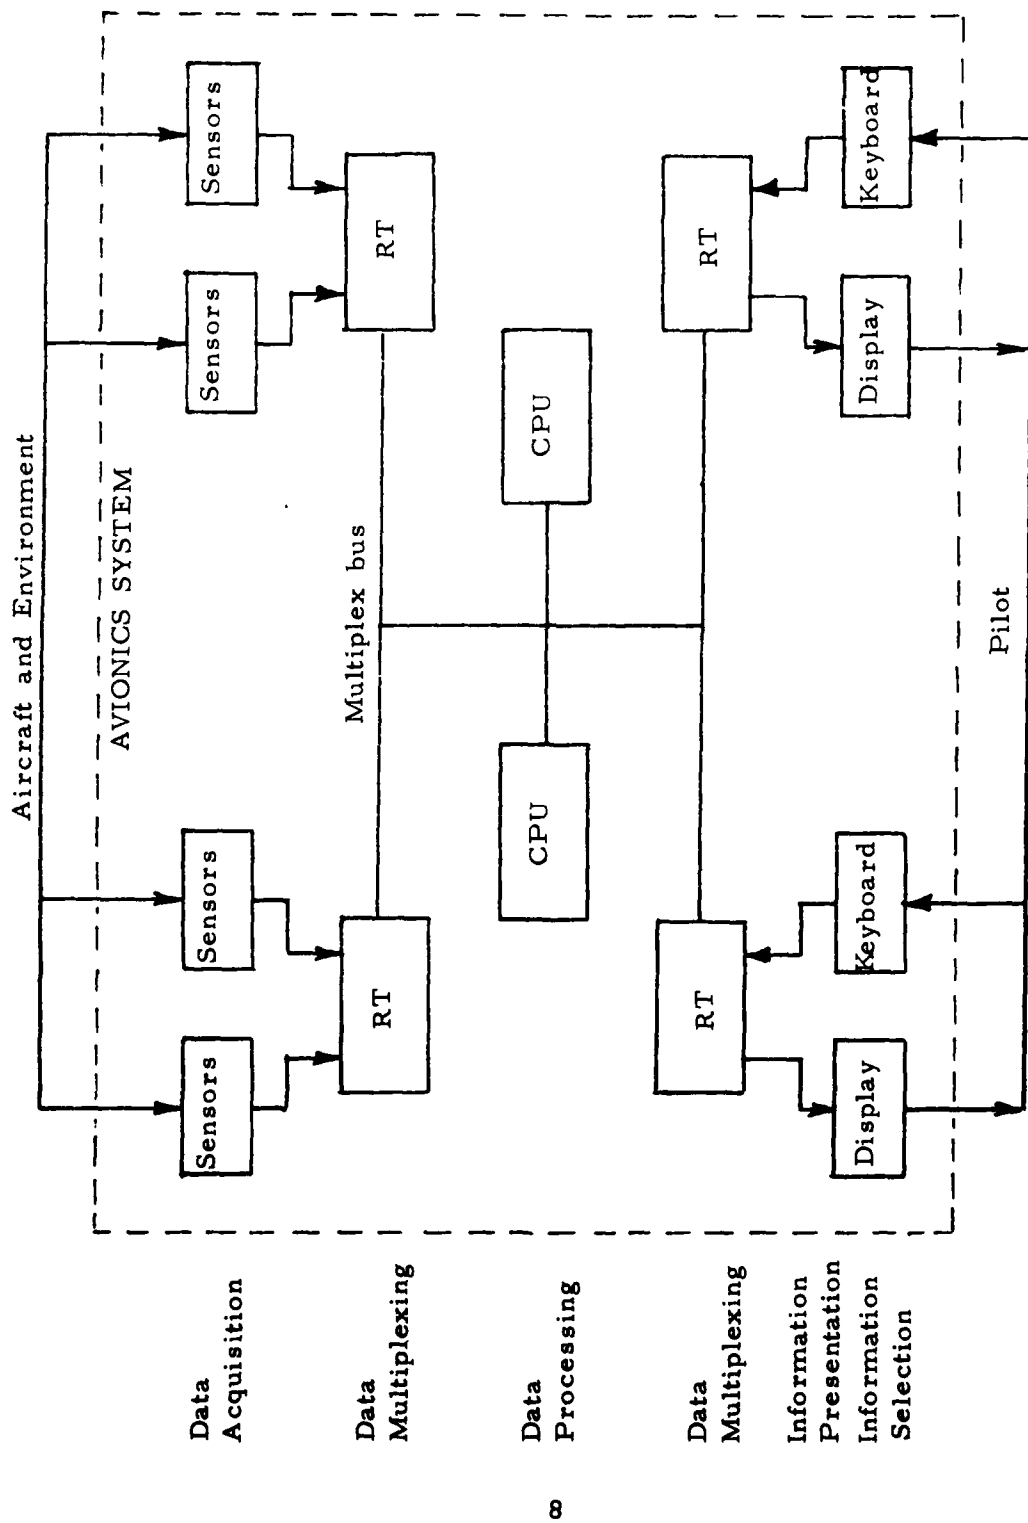 Aircraft and Environment
AVIONICS SYSTEM
Data
Acquisition
Sensors
Sensors
Sensors
Sensors
Data
Multiplexing
RT
Multiplex bus
RT
Data
Processing
CPU
CPU
Data
Multiplexing
RT
RT
Information
Presentation
Information
Selection
Display
Keyboard
Display
Keyboard
Pilot
8